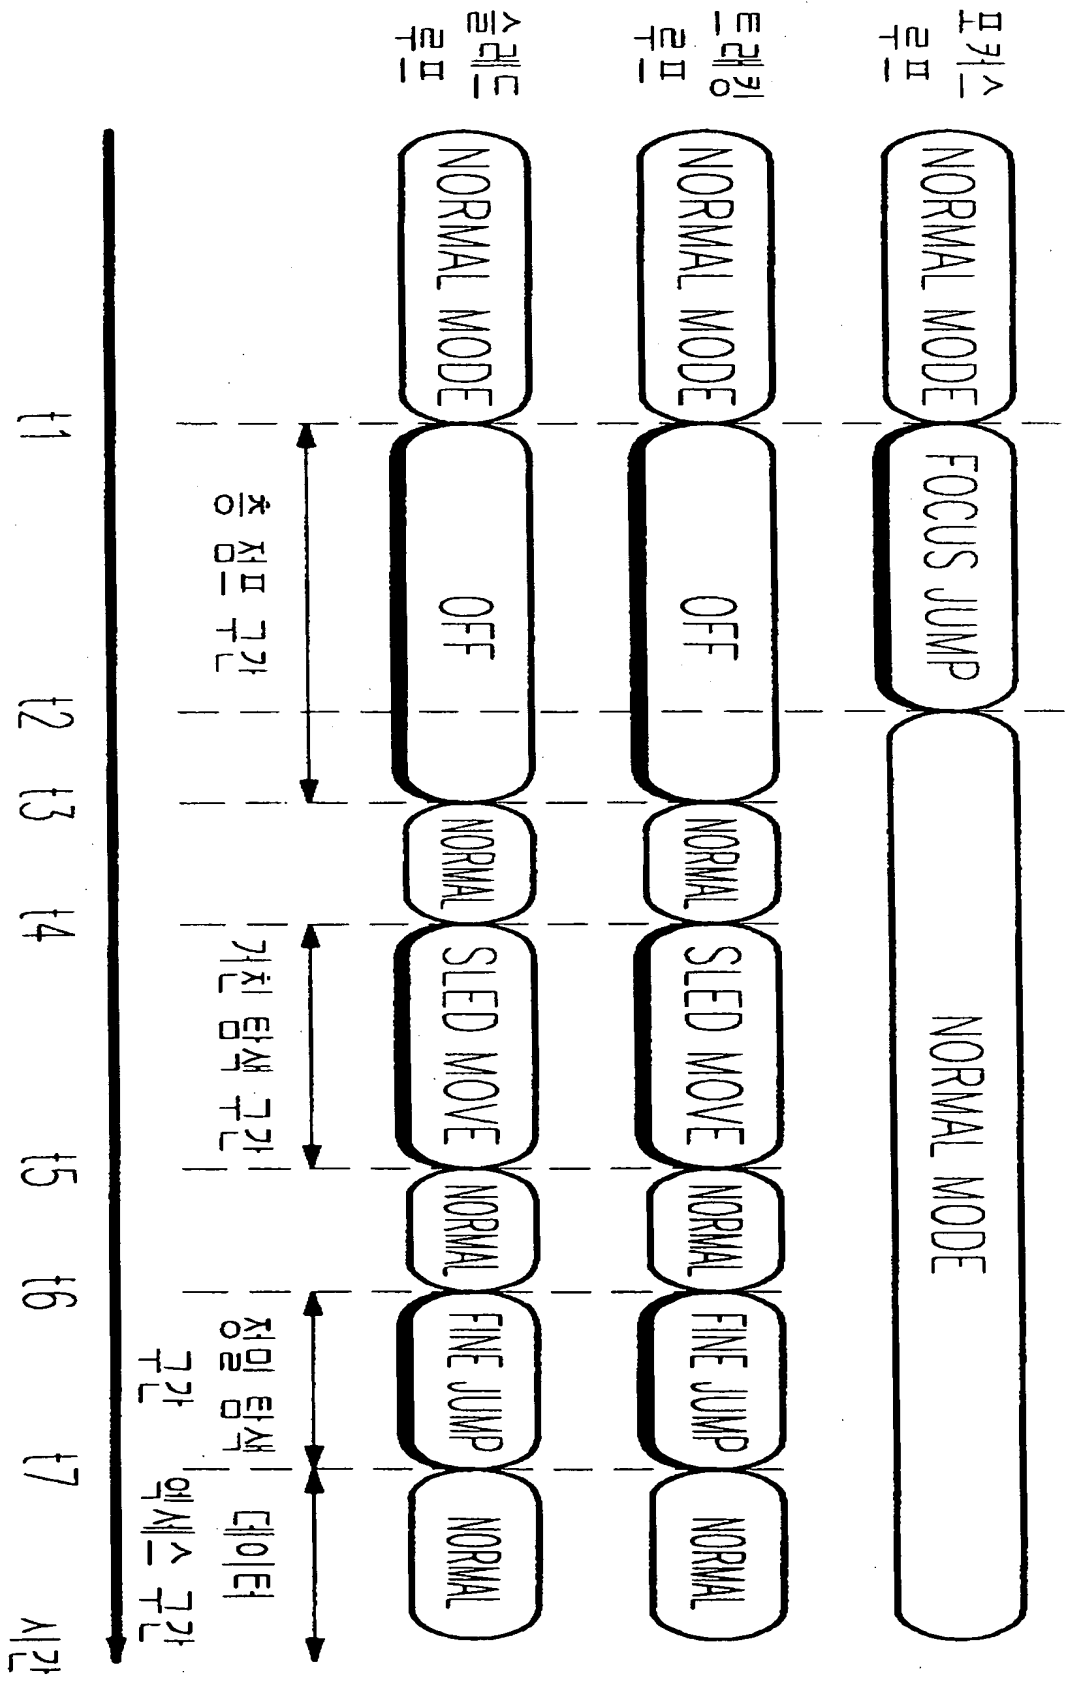 포커스
루프
NORMAL MODE
FOCUS JUMP
NORMAL MODE
트래킹
루프
NORMAL MODE
OFF
NORMAL
SLED MOVE
NORMAL
FINE JUMP
NORMAL
슬레드
루프
NORMAL MODE
OFF
NORMAL
SLED MOVE
NORMAL
FINE JUMP
NORMAL
층 점프 구간
거친 탐색 구간
정밀 탐색
구간
데이터
액세스 구간
t1
t2
t3
t4
t5
t6
t7
시간